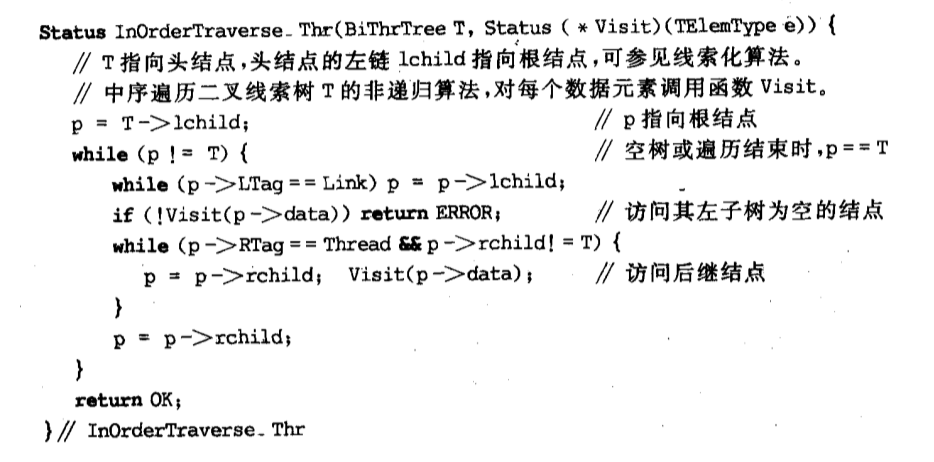 Status InOrderTraverse_Thr(BiThrTree T, Status ( * Visit)(TElemType e)) {
// T 指向头结点,头结点的左链 lchild 指向根结点,可参见线索化算法。
// 中序遍历二叉线索树 T 的非递归算法,对每个数据元素调用函数 Visit。
p = T->lchild; // p 指向根结点
while (p != T) { // 空树或遍历结束时,p == T
while (p->LTag == Link) p = p->lchild;
if (!Visit(p->data)) return ERROR; // 访问其左子树为空的结点
while (p->RTag == Thread && p->rchild != T) {
p = p->rchild; Visit(p->data); // 访问后继结点
}
p = p->rchild;
}
return OK;
} // InOrderTraverse_Thr